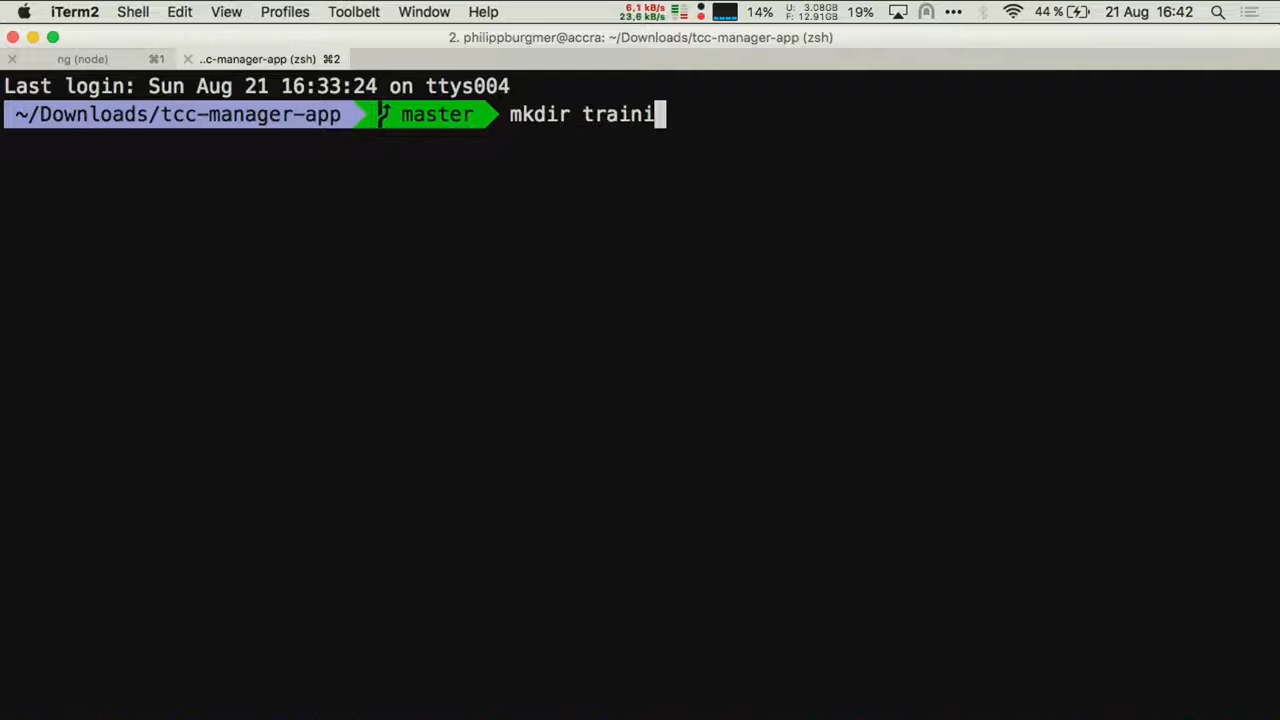 iTerm2 Shell Edit View Profiles Toolbelt Window Help 6,1 kB/s 23,6 kB/s 14% U: 3.08GB F: 12.91GB 19% 44% 21 Aug 16:42
2. philippburgmer@accra: ~/Downloads/tcc-manager-app (zsh)
ng (node) ⌘1 ..c-manager-app (zsh) ⌘2
Last login: Sun Aug 21 16:33:24 on ttys004
~/Downloads/tcc-manager-app master mkdir traini